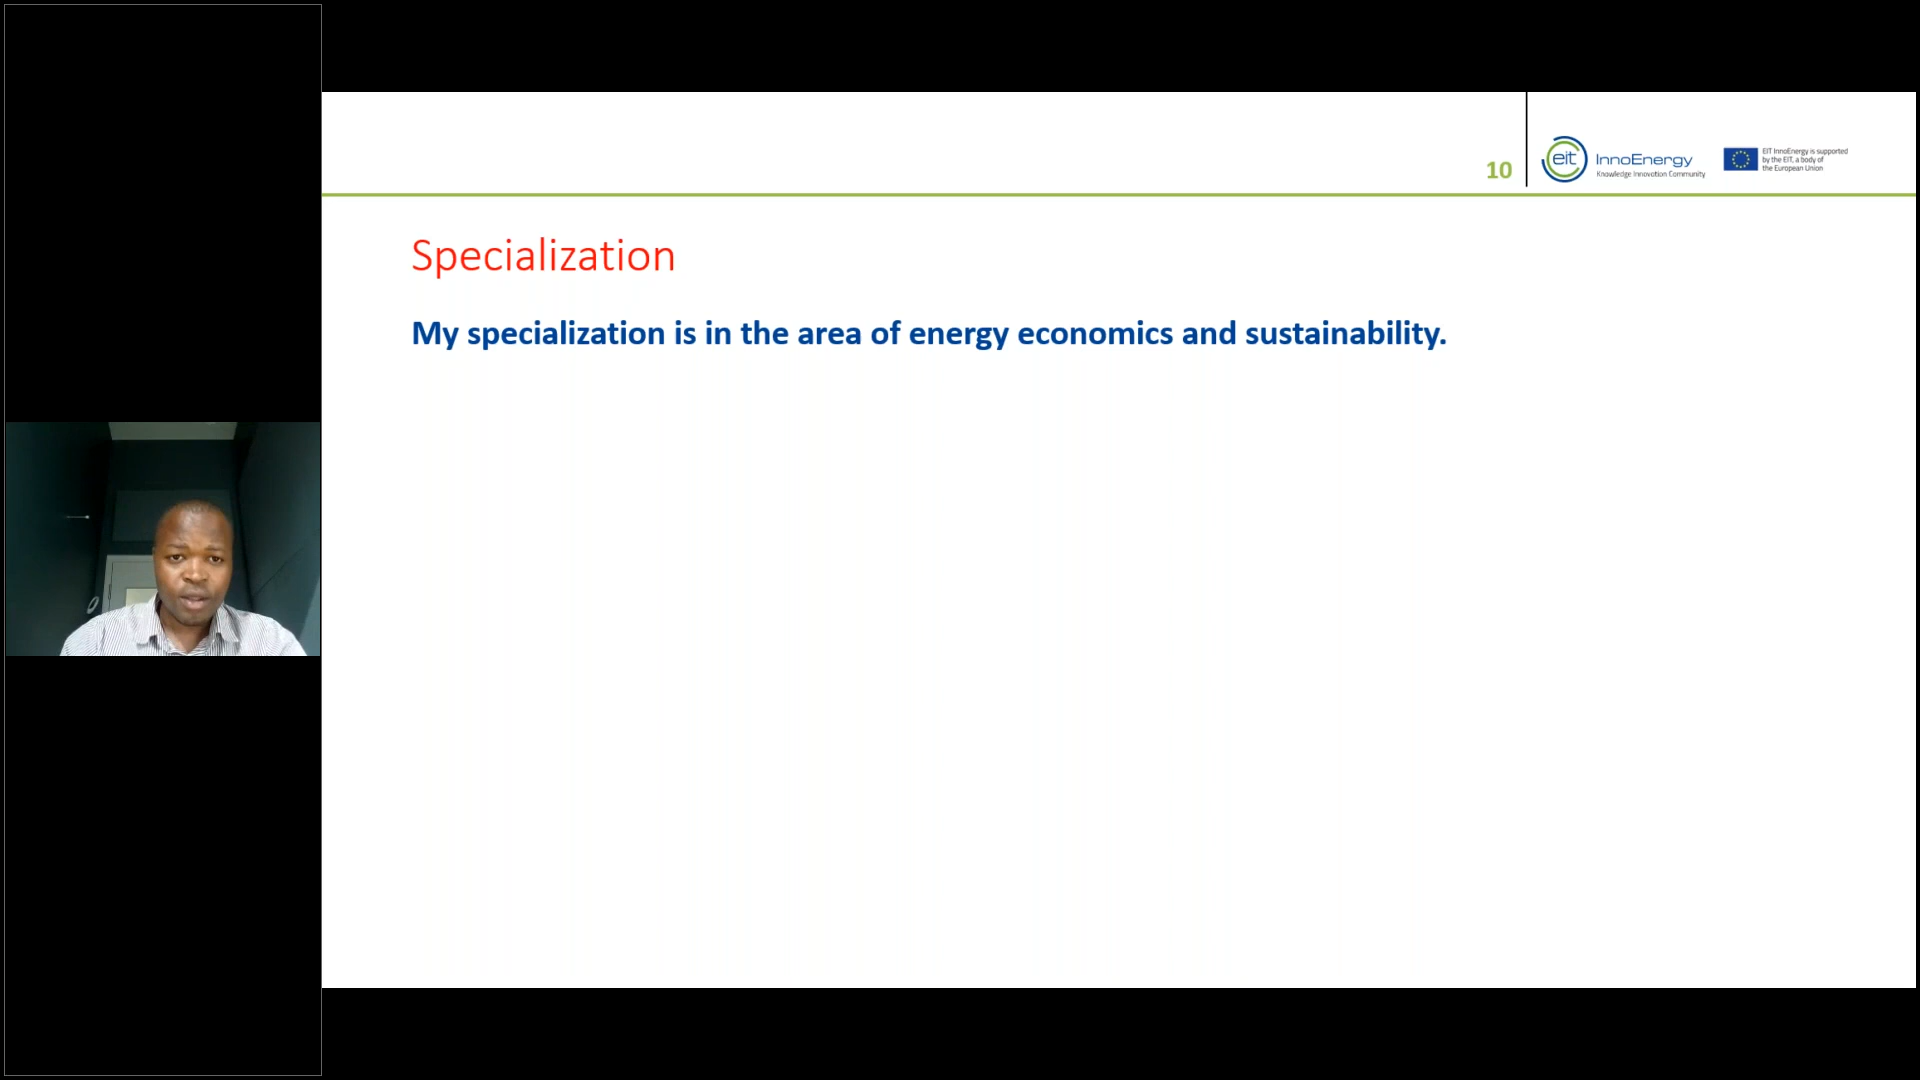 10
eit
InnoEnergy
Knowledge Innovation Community
EIT InnoEnergy is supported
by the EIT, a body of
the European Union
Specialization
My specialization is in the area of energy economics and sustainability.